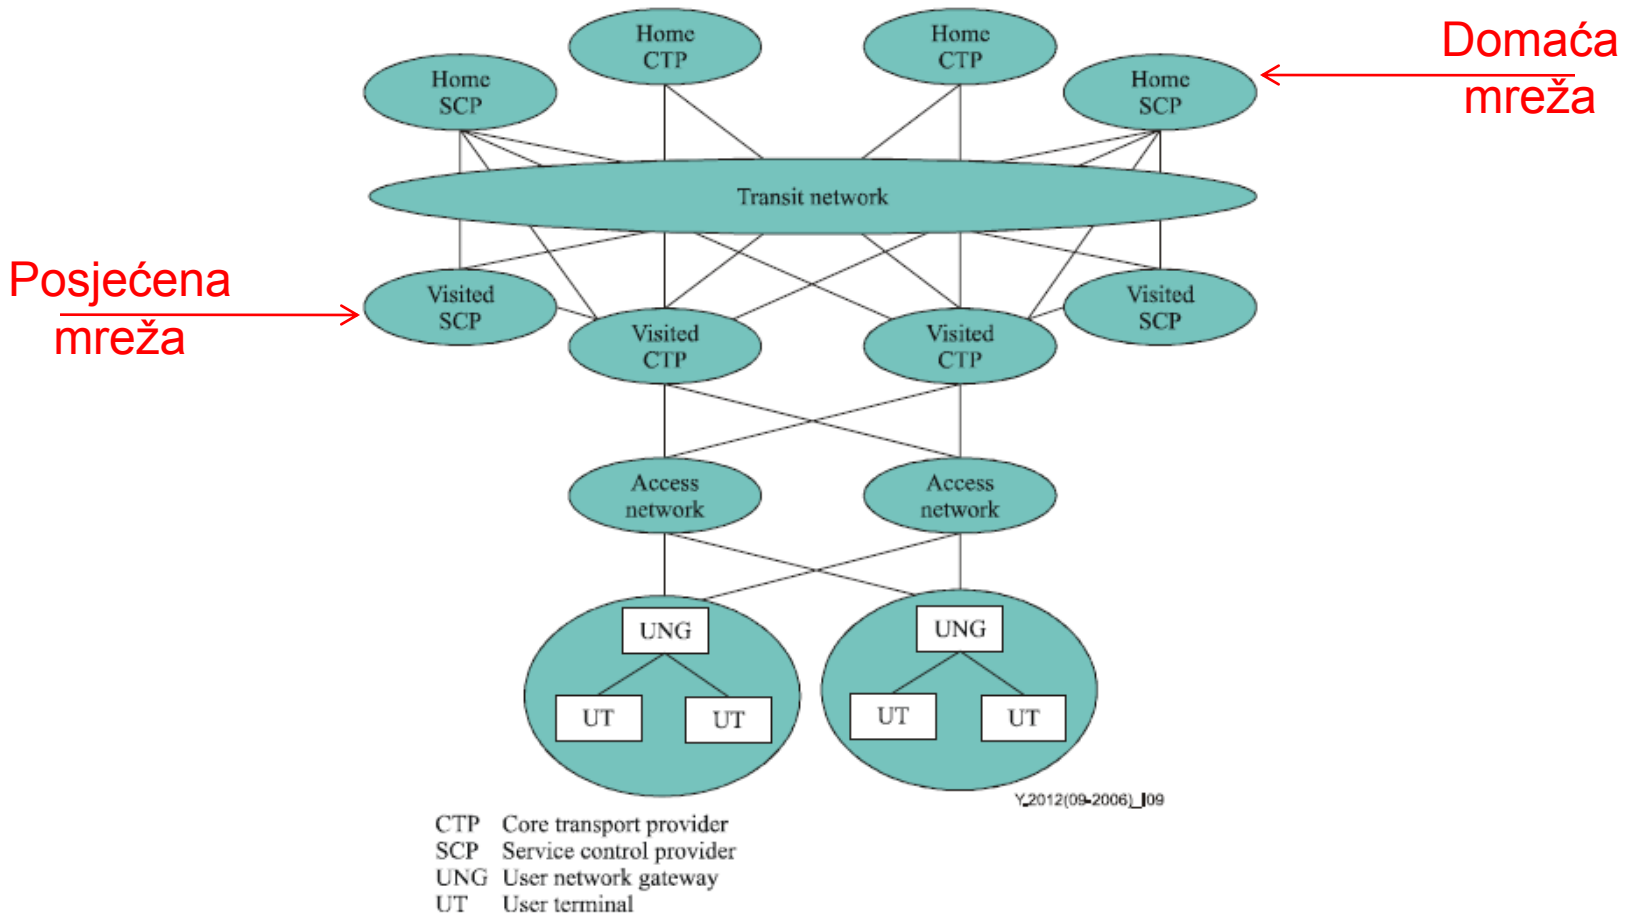 Home
CTP
Home
CTP
Domaća
mreža
Home
SCP
Home
SCP
Transit network
Posjećena
mreža
Visited
SCP
Visited
SCP
Visited
CTP
Visited
CTP
Access
network
Access
network
UNG
UNG
UT
UT
UT
UT
Y.2012(09-2006)_I09
CTP Core transport provider
SCP Service control provider
UNG User network gateway
UT User terminal